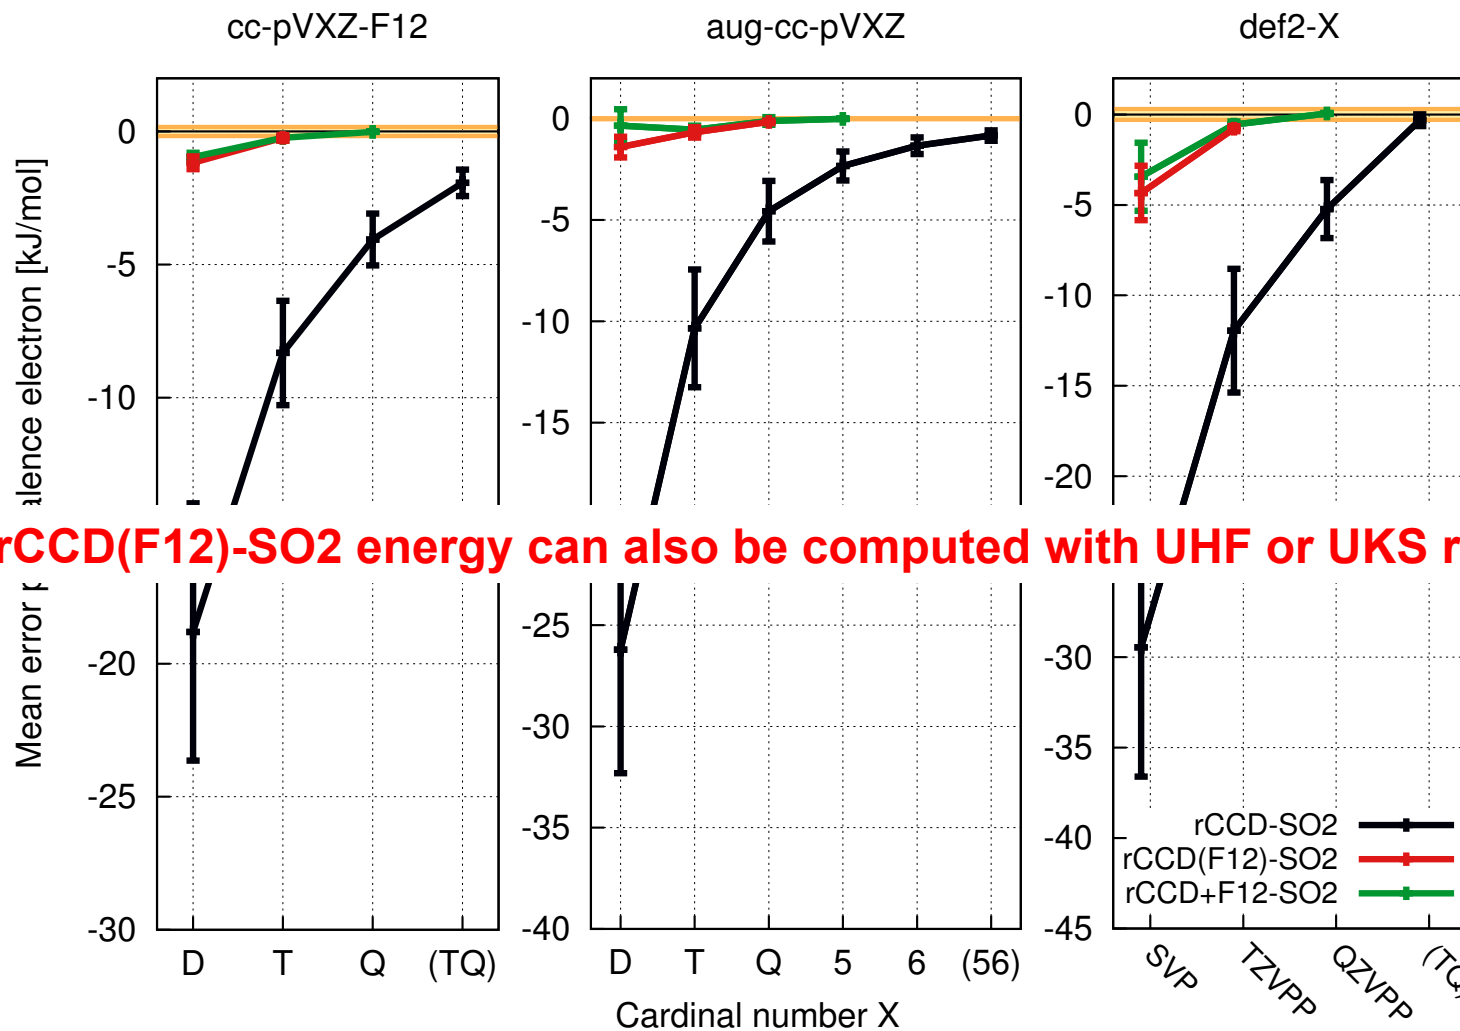 cc-pVXZ-F12 aug-cc-pVXZ def2-X
0
-5
-10
-20
-25
-30
0
-5
-10
-15
-25
-30
-35
-40
0
-5
-10
-15
-20
-30
-35
-40
-45
alence electron [kJ/mol]
rCCD(F12)-SO2 energy can also be computed with UHF or UKS r
Mean error p
rCCD-SO2
rCCD(F12)-SO2
rCCD+F12-SO2
D T Q (TQ)
D T Q 5 6 (56)
SVP TZVPP QZVPP (TQ)
Cardinal number X